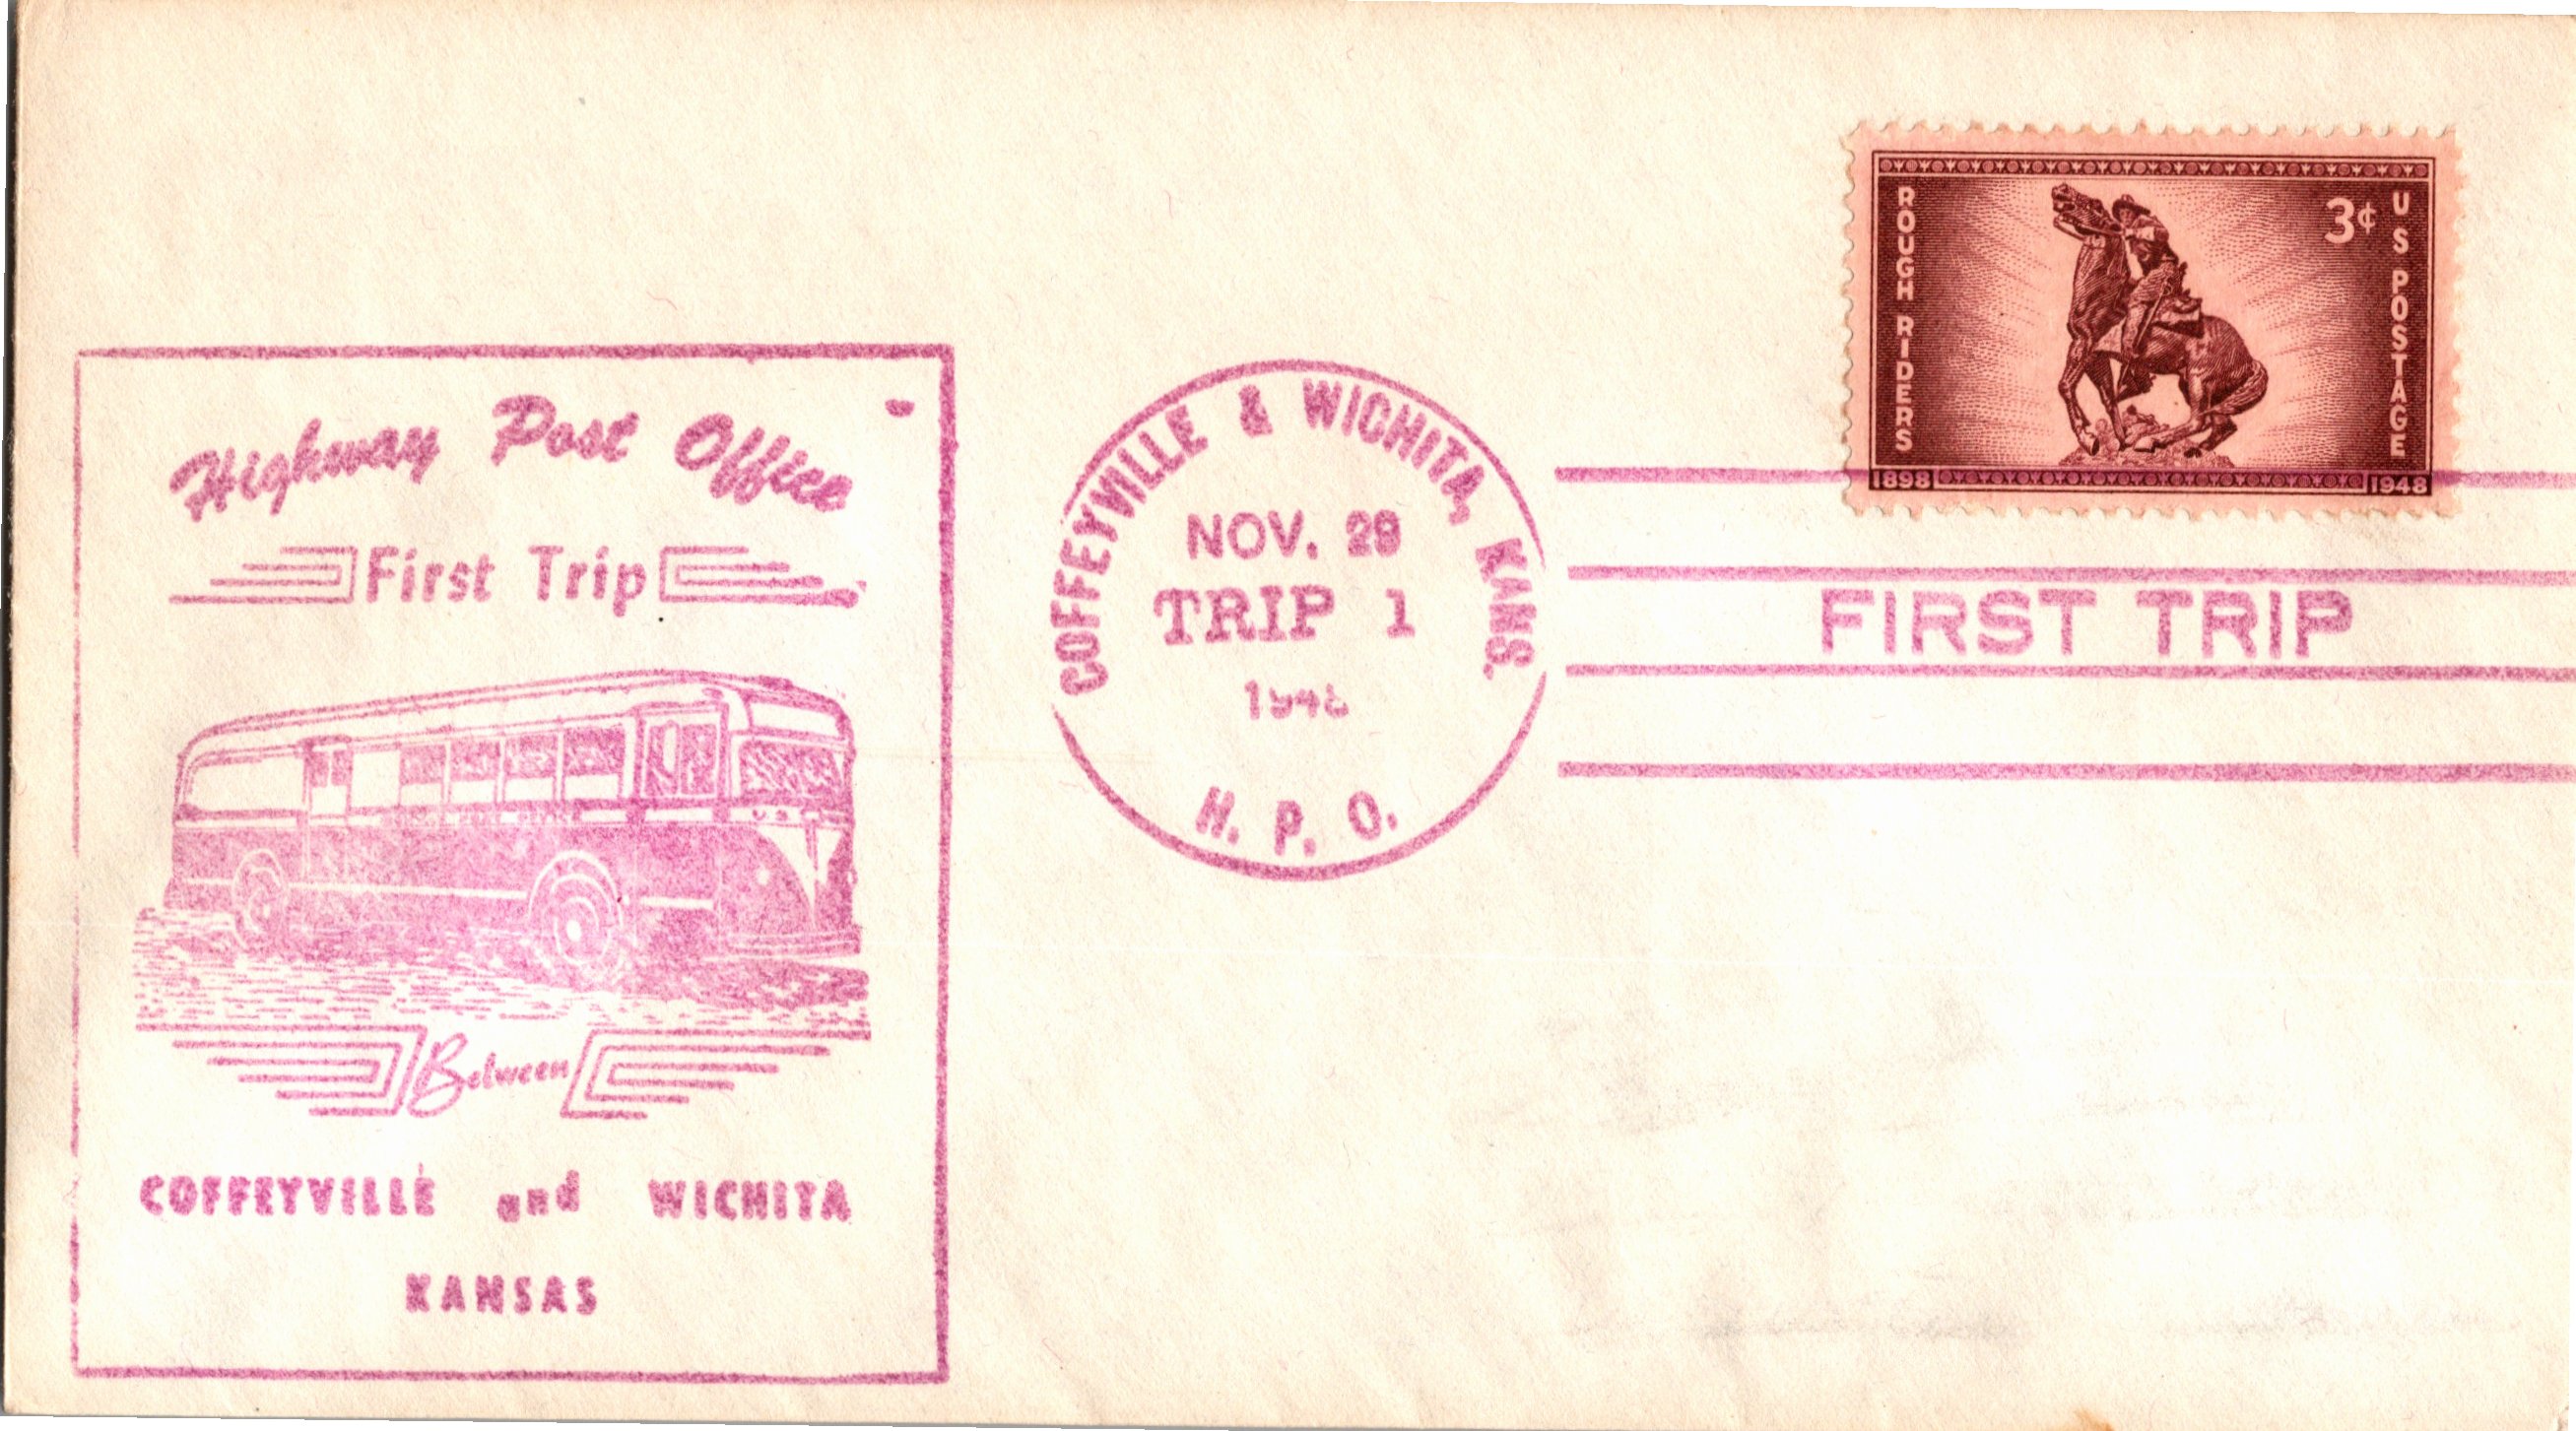 Highway Post Office
First Trip
Between
COFFEYVILLE and WICHITA
KANSAS
COFFEYVILLE & WICHITA, KANS.
NOV. 29
TRIP 1
H. P. O.
ROUGH RIDERS
3¢
U S POSTAGE
1898
1948
FIRST TRIP